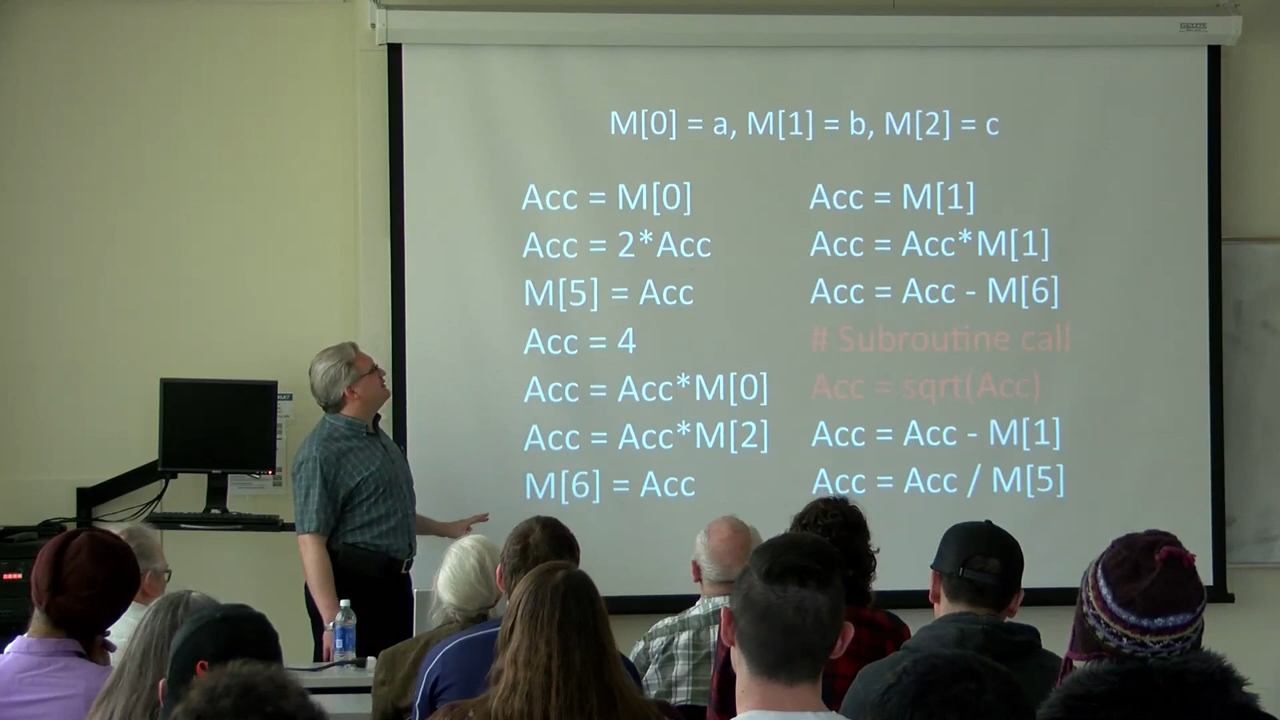 M[0] = a, M[1] = b, M[2] = c
Acc = M[0]
Acc = 2*Acc
M[5] = Acc
Acc = 4
Acc = Acc*M[0]
Acc = Acc*M[2]
M[6] = Acc
Acc = M[1]
Acc = Acc*M[1]
Acc = Acc - M[6]
# Subroutine call
Acc = sqrt(Acc)
Acc = Acc - M[1]
Acc = Acc / M[5]